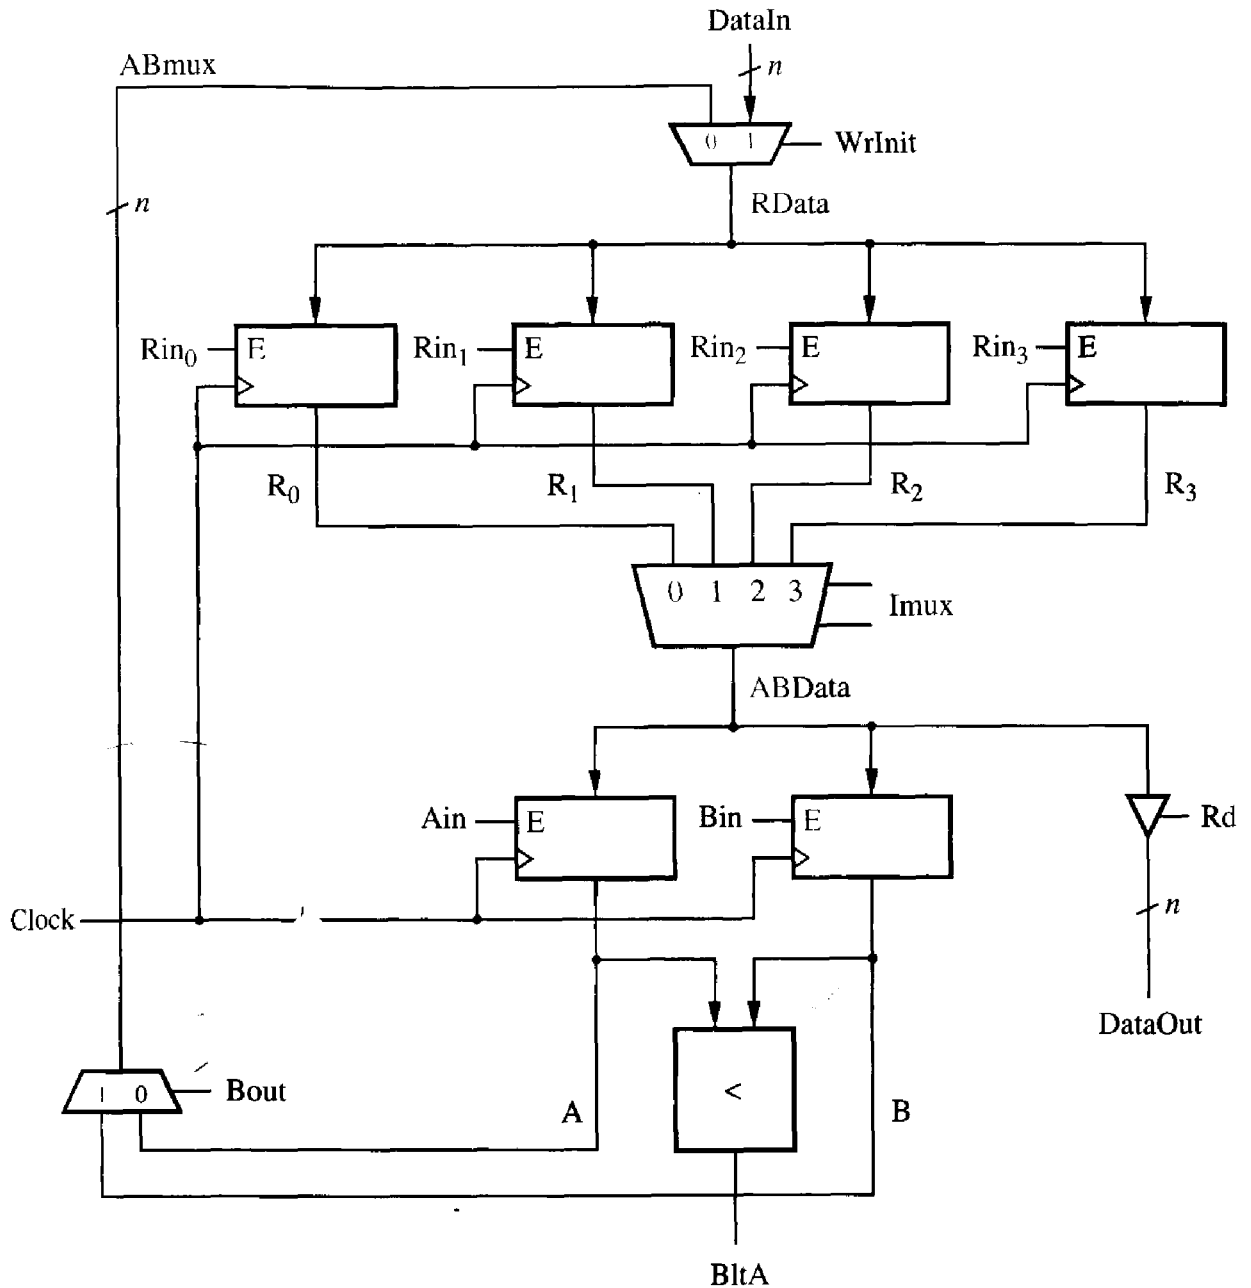 DataIn
ABmux
n
0 1
WrInit
n
RData
Rin0 E
Rin1 E
Rin2 E
Rin3 E
R0
R1
R2
R3
0 1 2 3
Imux
ABData
Ain E
Bin E
Rd
Clock
n
DataOut
1 0
Bout
A
<
B
BltA